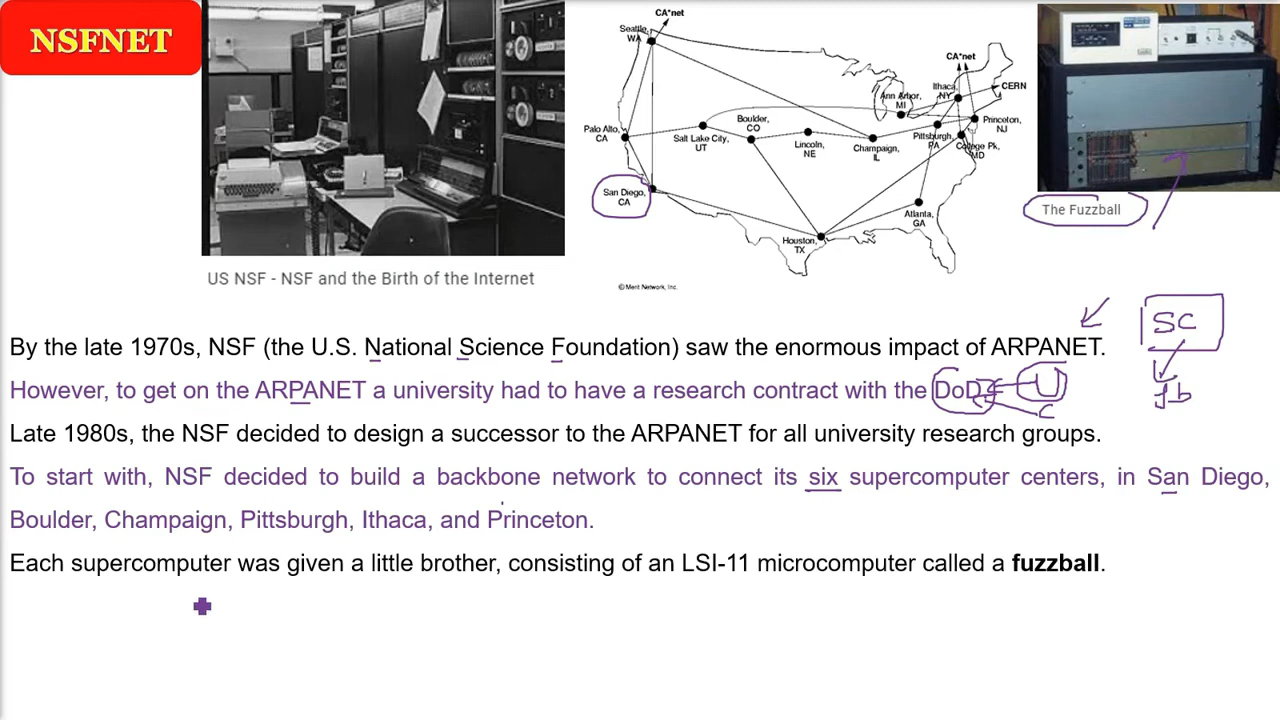 NSFNET
US NSF - NSF and the Birth of the Internet
CA*net
Seattle,
WA
CA*net
Ithaca,
NY
CERN
Ann Arbor,
MI
Princeton,
NJ
Palo Alto,
CA
Salt Lake City,
UT
Boulder,
CO
Lincoln,
NE
Champaign,
IL
Pittsburgh,
PA
College Pk,
MD
San Diego,
CA
Atlanta,
GA
Houston,
TX
©Merit Network, Inc.
The Fuzzball
SC
fb
U
C
By the late 1970s, NSF (the U.S. National Science Foundation) saw the enormous impact of ARPANET.
However, to get on the ARPANET a university had to have a research contract with the DoD.
Late 1980s, the NSF decided to design a successor to the ARPANET for all university research groups.
To start with, NSF decided to build a backbone network to connect its six supercomputer centers, in San Diego,
Boulder, Champaign, Pittsburgh, Ithaca, and Princeton.
Each supercomputer was given a little brother, consisting of an LSI-11 microcomputer called a fuzzball.